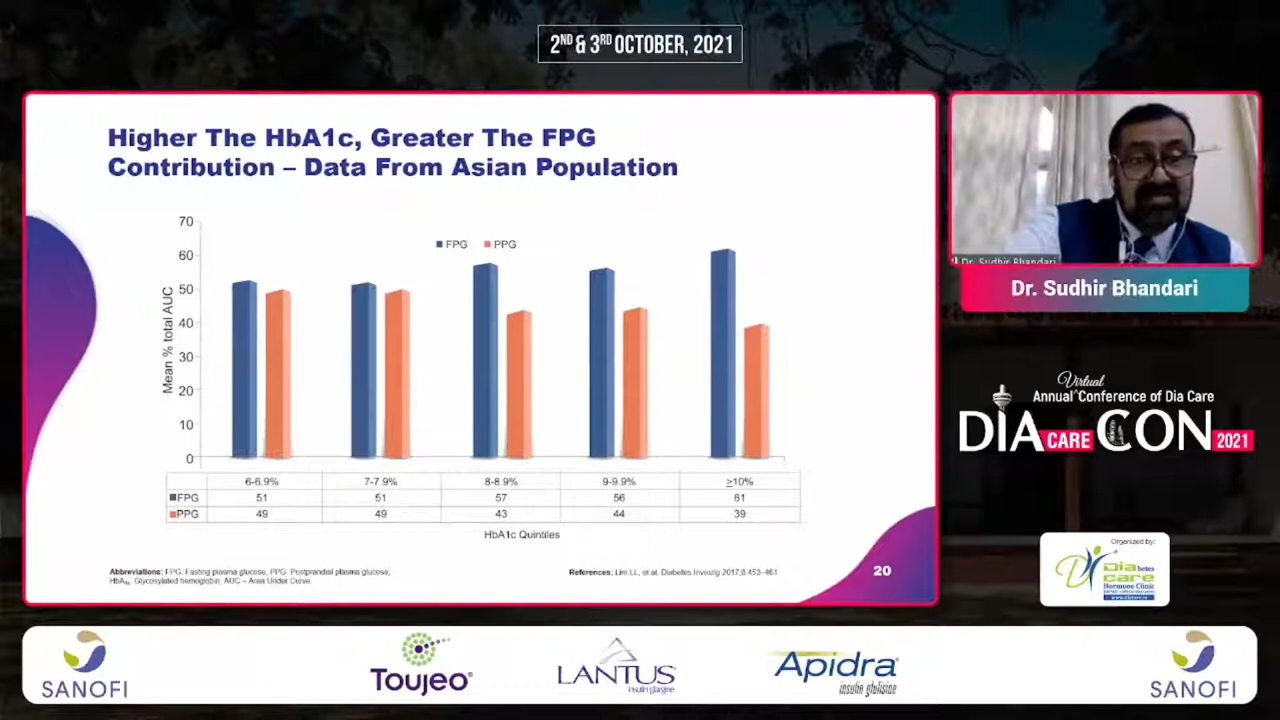 2ND & 3RD OCTOBER, 2021
Higher The HbA1c, Greater The FPG
Contribution – Data From Asian Population
70
60
50
40
30
20
10
0
Mean % total AUC
FPG PPG
6-6.9% 7-7.9% 8-8.9% 9-9.9% ≥10%
FPG 51 51 57 56 61
PPG 49 49 43 44 39
HbA1c Quintiles
Abbreviations: FPG: Fasting plasma glucose, PPG: Postprandial plasma glucose,
HbA1c: Glycosylated hemoglobin, AUC – Area Under Curve
References: Lim LL, et al. Diabetes Investig 2017;8:453–461
20
Dr. Sudhir Bhandari
Dr. Sudhir Bhandari
Virtual
Annual^Conference of Dia Care
DIA CARE CON 2021
Organized by:
Diabetes
care
Hormone Clinic
SANOFI
Toujeo
LANTUS
insulin glargine
Apidra
insulin glulisine
SANOFI